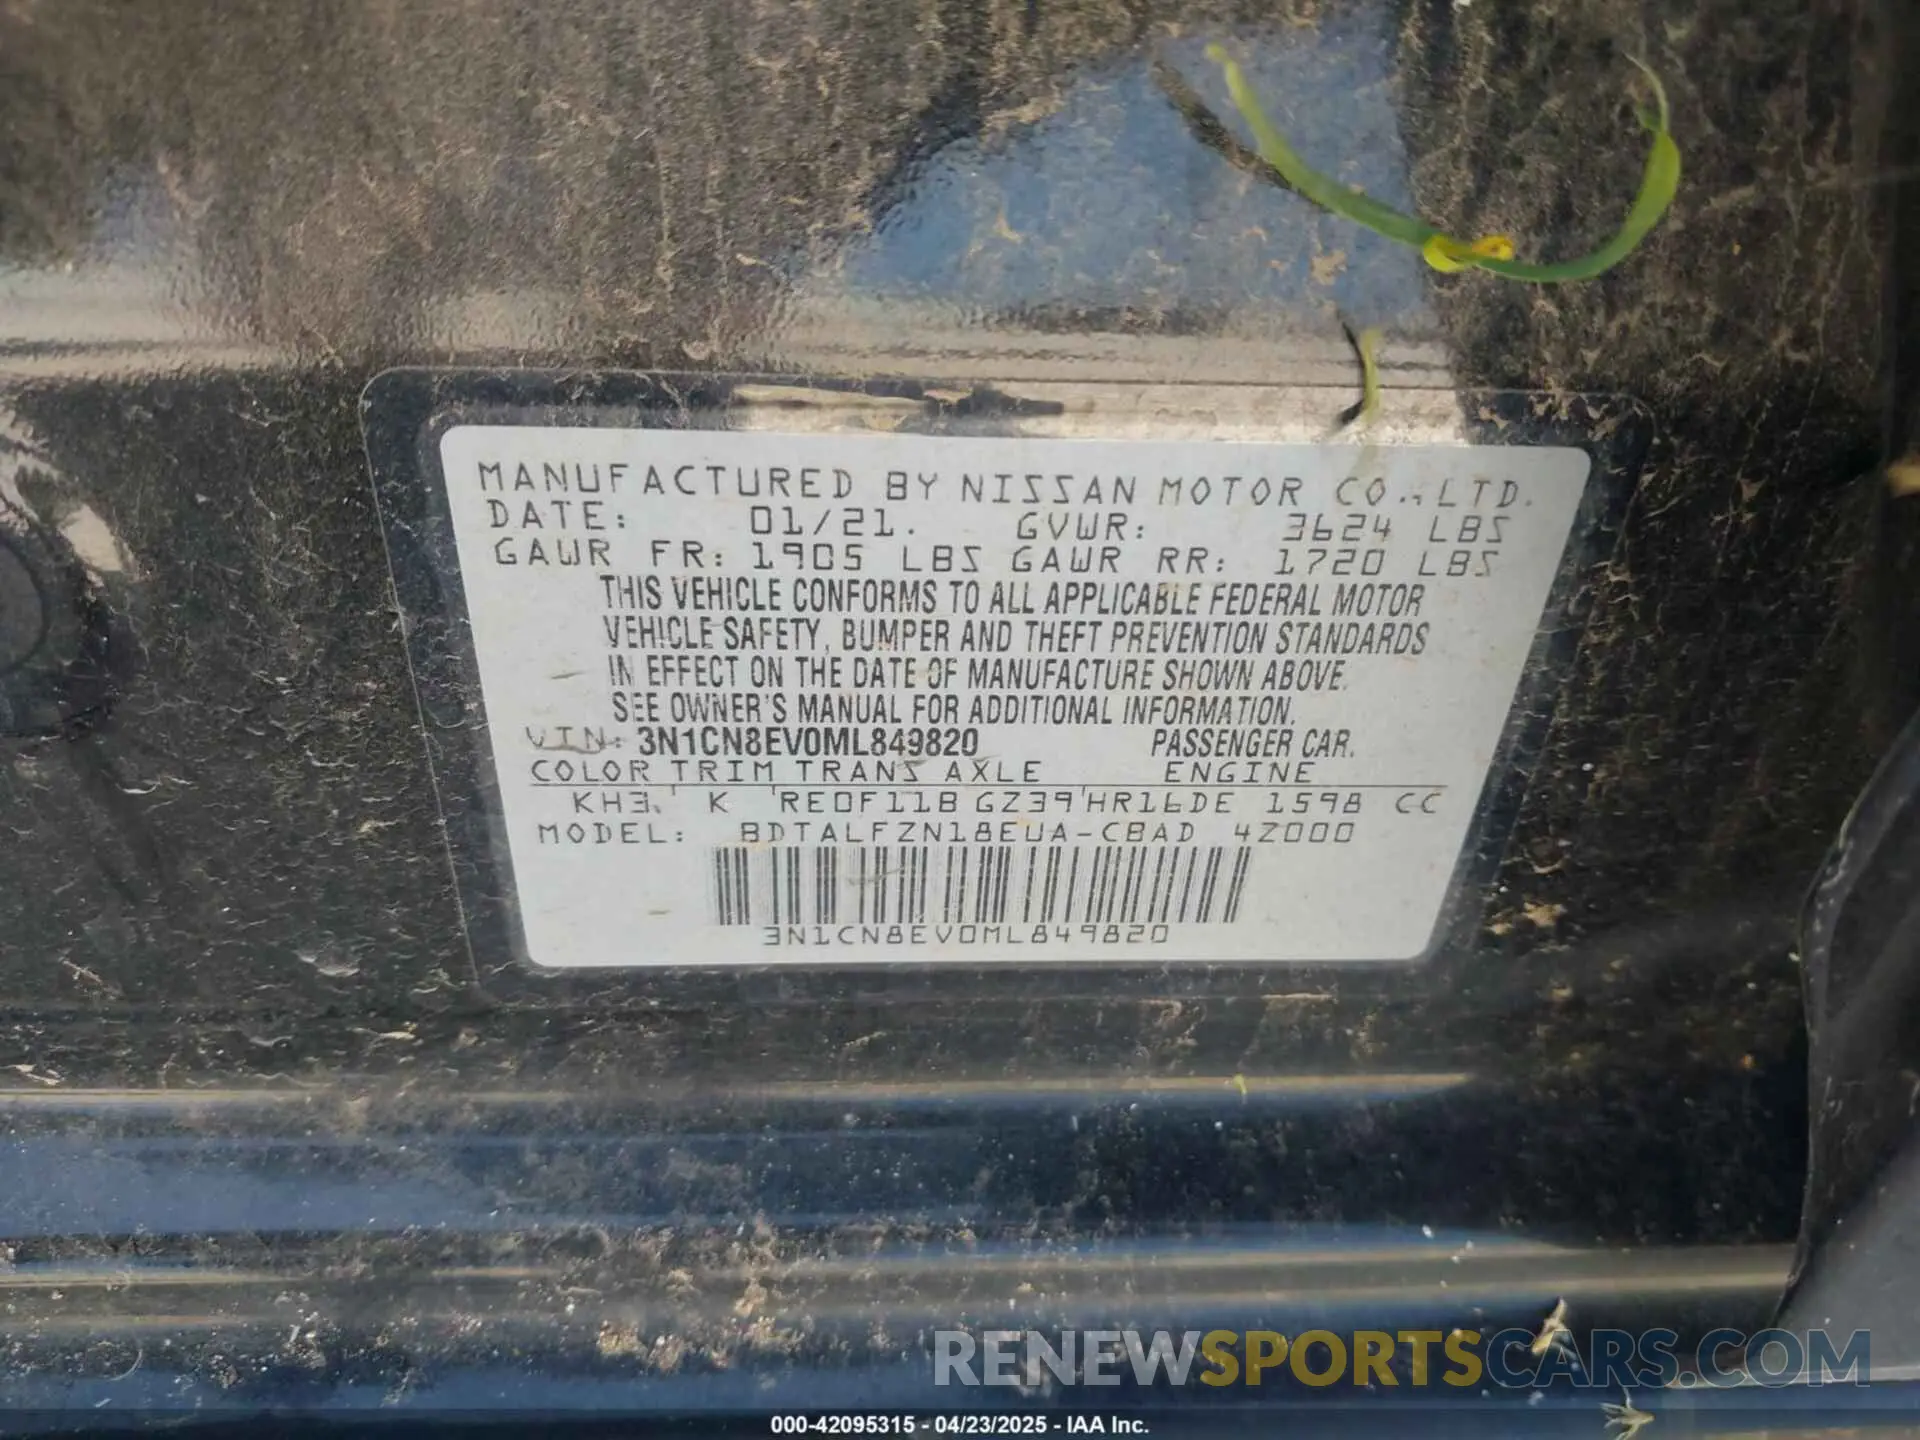 MANUFACTURED BY NISSAN MOTOR CO., LTD.
DATE: 01/21. GVWR: 3624 LBS
GAWR FR: 1905 LBS GAWR RR: 1720 LBS
THIS VEHICLE CONFORMS TO ALL APPLICABLE FEDERAL MOTOR
VEHICLE SAFETY, BUMPER AND THEFT PREVENTION STANDARDS
IN EFFECT ON THE DATE OF MANUFACTURE SHOWN ABOVE.
SEE OWNER'S MANUAL FOR ADDITIONAL INFORMATION.
VIN: 3N1CN8EV0ML849820 PASSENGER CAR.
COLOR TRIM TRANS AXLE ENGINE
KH3 K RE0F11B GZ39 HR16DE 1598 CC
MODEL: BDTALFZN18EUA-CBAD 4Z000
3N1CN8EV0ML849820
RENEWSPORTSCARS.COM
000-42095315 - 04/23/2025 - IAA Inc.